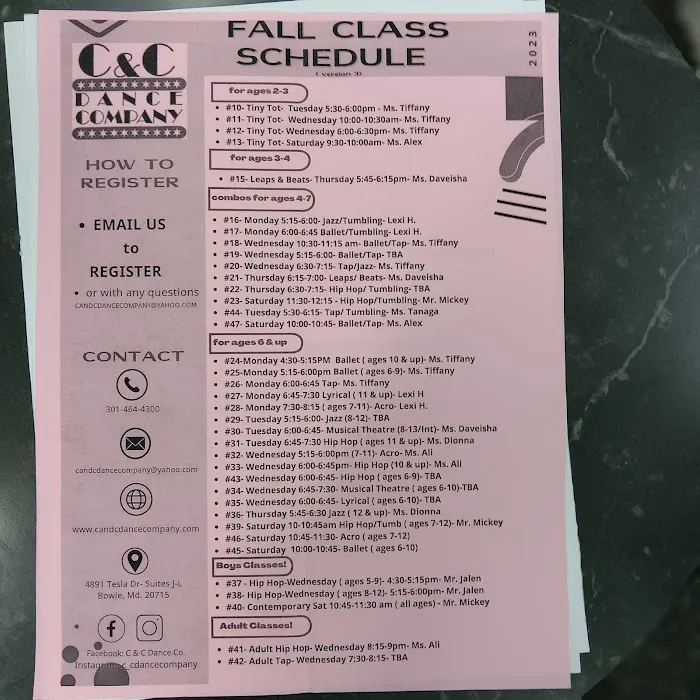 FALL CLASS
SCHEDULE
( version 3)
2023
C&C
DANCE
COMPANY
HOW TO
REGISTER
• EMAIL US
to
REGISTER
• or with any questions
CANDCDANCECOMPANY@YAHOO.COM
CONTACT
301-464-4300
candcdancecompany@yahoo.com
www.candcdancecompany.com
4891 Tesla Dr- Suites J-L
Bowie, Md. 20715
Facebook: C & C Dance Co.
Instagram:c_cdancecompany
for ages 2-3
• #10- Tiny Tot- Tuesday 5:30-6:00pm - Ms. Tiffany
• #11- Tiny Tot- Wednesday 10:00-10:30am- Ms. Tiffany
• #12- Tiny Tot-Wednesday 6:00-6:30pm- Ms. Tiffany
• #13- Tiny Tot- Saturday 9:30-10:00am- Ms. Alex
for ages 3-4
• #15- Leaps & Beats- Thursday 5:45-6:15pm- Ms. Daveisha
combos for ages 4-7
• #16- Monday 5:15-6:00- Jazz/Tumbling- Lexi H.
• #17- Monday 6:00-6:45 Ballet/Tumbling- Lexi H.
• #18- Wednesday 10:30-11:15 am- Ballet/Tap- Ms. Tiffany
• #19- Wednesday 5:15-6:00- Ballet/Tap- TBA
• #20- Wednesday 6:30-7:15- Tap/Jazz- Ms. Tiffany
• #21- Thursday 6:15-7:00- Leaps/ Beats- Ms. Daveisha
• #22- Thursday 6:30-7:15- Hip Hop/ Tumbling- TBA
• #23- Saturday 11:30-12:15 - Hip Hop/Tumbling- Mr. Mickey
• #44- Tuesday 5:30-6:15- Tap/ Tumbling- Ms. Tanaga
• #47- Saturday 10:00-10:45- Ballet/Tap- Ms. Alex
for ages 6 & up
• #24-Monday 4:30-5:15PM Ballet ( ages 10 & up)- Ms. Tiffany
• #25-Monday 5:15-6:00pm Ballet ( ages 6-9)- Ms. Tiffany
• #26- Monday 6:00-6:45 Tap- Ms. Tiffany
• #27- Monday 6:45-7:30 Lyrical ( 11 & up)- Lexi H
• #28- Monday 7:30-8:15 ( ages 7-11)- Acro- Lexi H.
• #29- Tuesday 5:15-6:00- Jazz (8-12)- TBA
• #30- Tuesday 6:00-6:45- Musical Theatre (8-13/Int)- Ms. Daveisha
• #31- Tuesday 6:45-7:30 Hip Hop ( ages 11 & up)- Ms. Dionna
• #32- Wednesday 5:15-6:00pm (7-11)- Acro- Ms. Ali
• #33- Wednesday 6:00-6:45pm- Hip Hop (10 & up)- Ms. Ali
• #43- Wednesday 6:00-6:45- Hip Hop ( ages 6-9)- TBA
• #34- Wednesday 6:45-7:30- Musical Theatre ( ages 6-10)-TBA
• #35- Wednesday 6:00-6:45- Lyrical ( ages 6-10)- TBA
• #36- Thursday 5:45-6:30 Jazz ( 12 & up)- Ms. Dionna
• #39- Saturday 10-10:45am Hip Hop/Tumb ( ages 7-12)- Mr. Mickey
• #46- Saturday 10:45-11:30- Acro ( ages 7-12)
• #45- Saturday 10:00-10:45- Ballet ( ages 6-10)
Boys Classes!
• #37 - Hip Hop-Wednesday ( ages 5-9)- 4:30-5:15pm- Mr. Jalen
• #38- Hip Hop-Wednesday ( ages 8-12)- 5:15-6:00pm- Mr. Jalen
• #40- Contemporary Sat 10:45-11:30 am ( all ages) - Mr. Mickey
Adult Classes!
• #41- Adult Hip Hop- Wednesday 8:15-9pm- Ms. Ali
• #42- Adult Tap- Wednesday 7:30-8:15- TBA